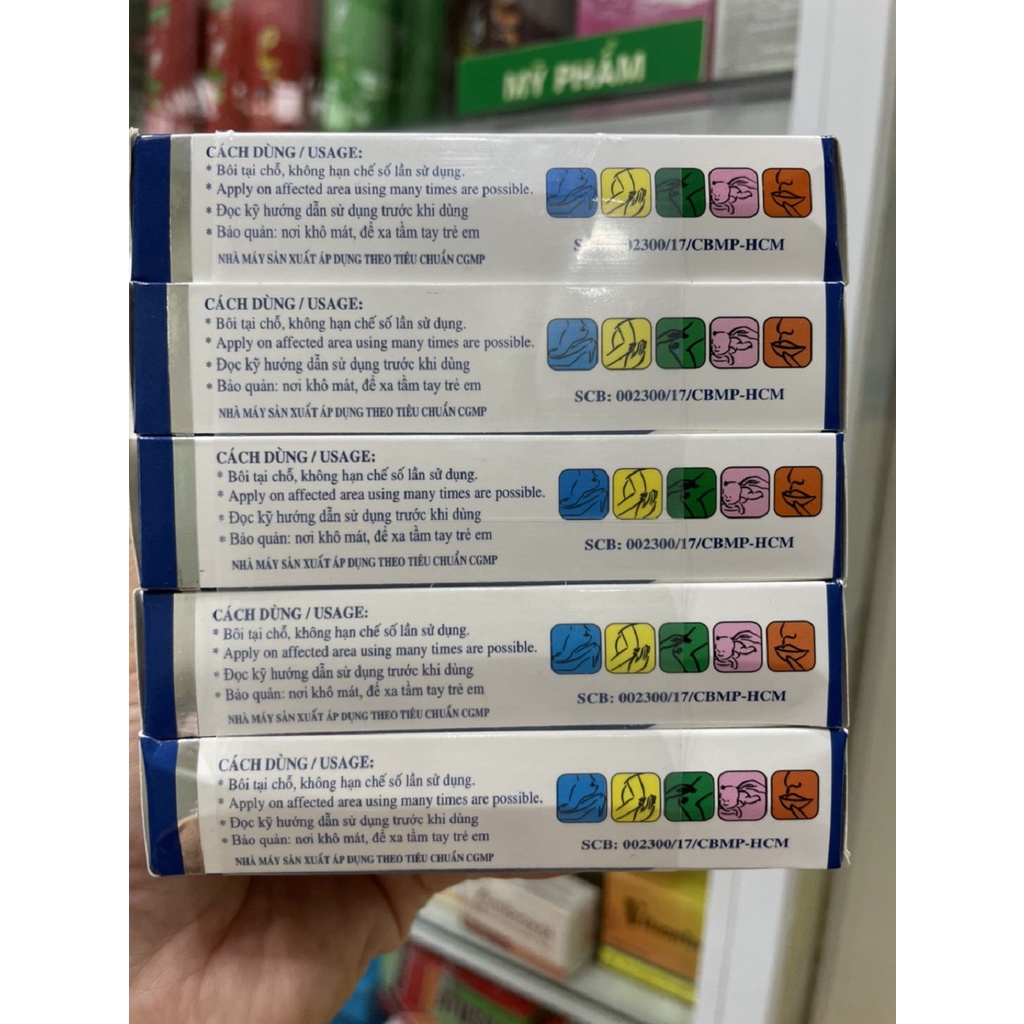 MỸ PHẨM
CÁCH DÙNG / USAGE:
* Bôi tại chỗ, không hạn chế số lần sử dụng.
* Apply on affected area using many times are possible.
* Đọc kỹ hướng dẫn sử dụng trước khi dùng
* Bảo quản: nơi khô mát, để xa tầm tay trẻ em
NHÀ MÁY SẢN XUẤT ÁP DỤNG THEO TIÊU CHUẨN CGMP
02300/17/CBMP-HCM
CÁCH DÙNG / USAGE:
* Bôi tại chỗ, không hạn chế số lần sử dụng.
* Apply on affected area using many times are possible.
* Đọc kỹ hướng dẫn sử dụng trước khi dùng
* Bảo quản: nơi khô mát, để xa tầm tay trẻ em
NHÀ MÁY SẢN XUẤT ÁP DỤNG THEO TIÊU CHUẨN CGMP
SCB: 002300/17/CBMP-HCM
CÁCH DÙNG / USAGE:
* Bôi tại chỗ, không hạn chế số lần sử dụng.
* Apply on affected area using many times are possible.
* Đọc kỹ hướng dẫn sử dụng trước khi dùng
* Bảo quản: nơi khô mát, để xa tầm tay trẻ em
NHÀ MÁY SẢN XUẤT ÁP DỤNG THEO TIÊU CHUẨN CGMP
SCB: 002300/17/CBMP-HCM
CÁCH DÙNG / USAGE:
* Bôi tại chỗ, không hạn chế số lần sử dụng.
* Apply on affected area using many times are possible.
* Đọc kỹ hướng dẫn sử dụng trước khi dùng
* Bảo quản: nơi khô mát, để xa tầm tay trẻ em
NHÀ MÁY SẢN XUẤT ÁP DỤNG THEO TIÊU CHUẨN CGMP
SCB: 002300/17/CBMP-HCM
CÁCH DÙNG / USAGE:
* Bôi tại chỗ, không hạn chế số lần sử dụng.
* Apply on affected area using many times are possible.
* Đọc kỹ hướng dẫn sử dụng trước khi dùng
* Bảo quản: nơi khô mát, để xa tầm tay trẻ em
NHÀ MÁY SẢN XUẤT ÁP DỤNG THEO TIÊU CHUẨN CGMP
SCB: 002300/17/CBMP-HCM